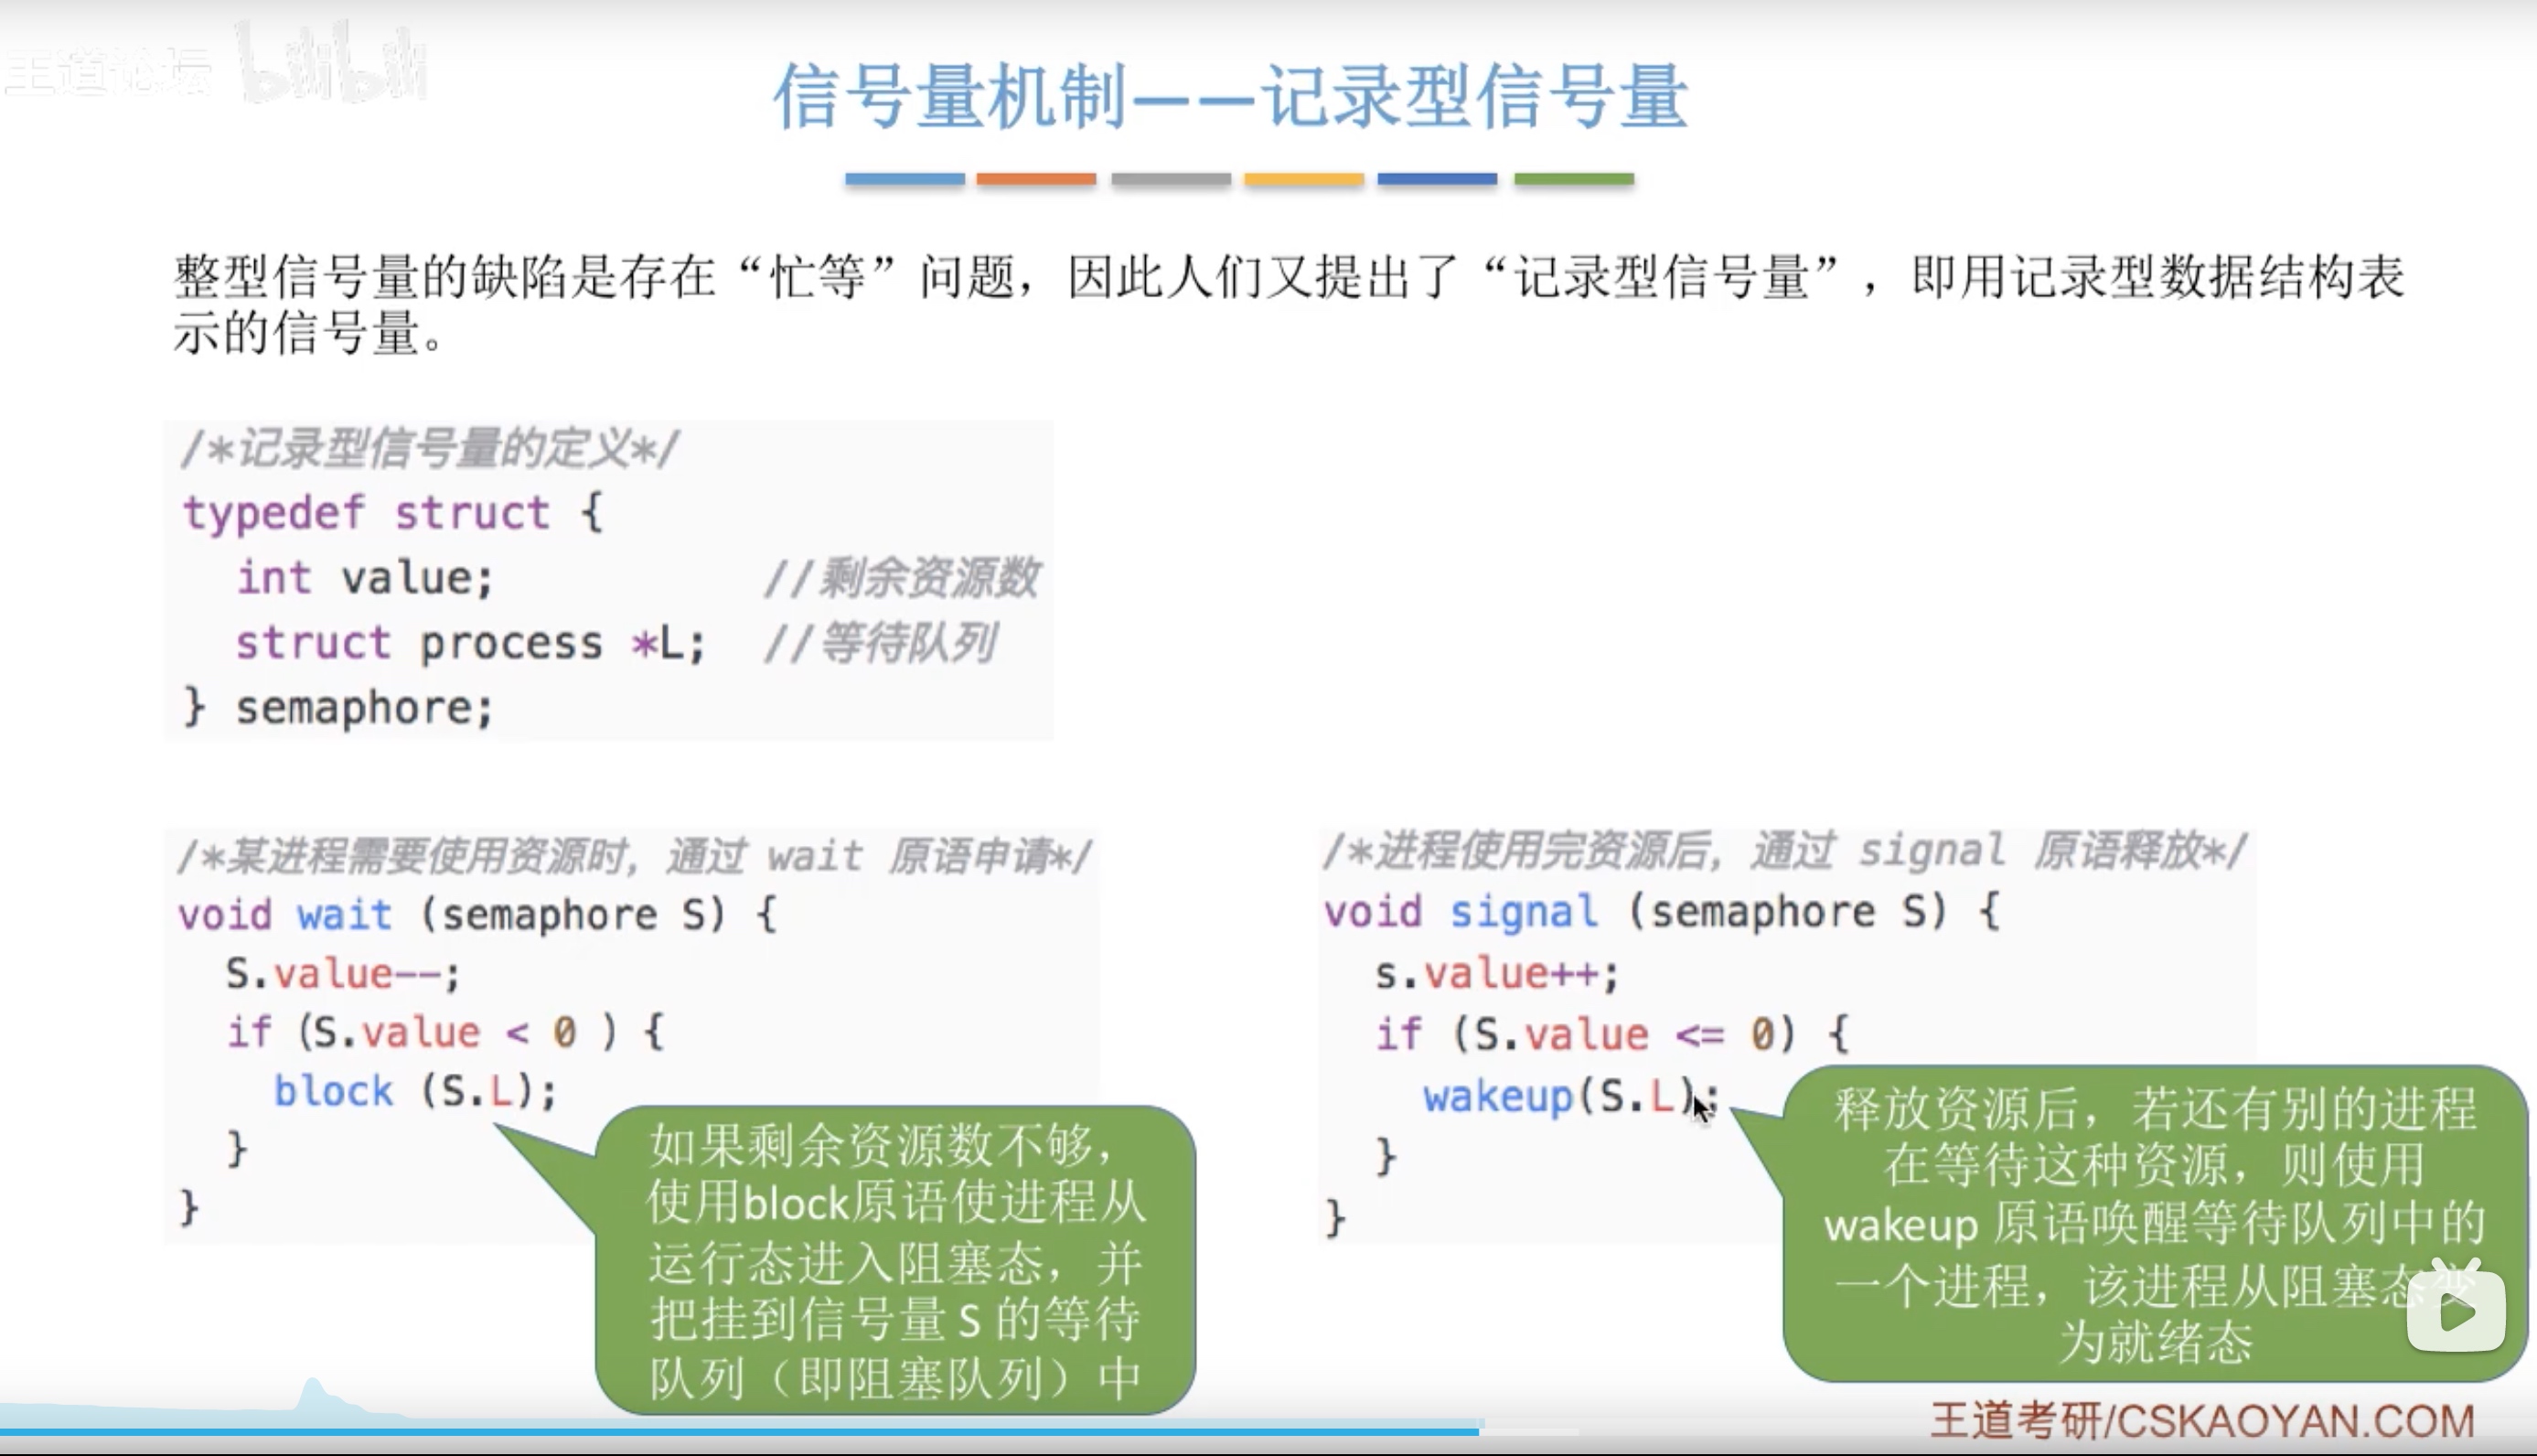 王道论坛 bilibili
信号量机制——记录型信号量
整型信号量的缺陷是存在“忙等”问题，因此人们又提出了“记录型信号量”，即用记录型数据结构表
示的信号量。
/*记录型信号量的定义*/
typedef struct {
int value; //剩余资源数
struct process *L; //等待队列
} semaphore;
/*某进程需要使用资源时，通过 wait 原语申请*/
void wait (semaphore S) {
S.value--;
if (S.value < 0 ) {
block (S.L);
}
}
如果剩余资源数不够，
使用block原语使进程从
运行态进入阻塞态，并
把挂到信号量 S 的等待
队列（即阻塞队列）中
/*进程使用完资源后，通过 signal 原语释放*/
void signal (semaphore S) {
s.value++;
if (S.value <= 0) {
wakeup(S.L);
}
}
释放资源后，若还有别的进程
在等待这种资源，则使用
wakeup 原语唤醒等待队列中的
一个进程，该进程从阻塞态变
为就绪态
王道考研/CSKAOYAN.COM